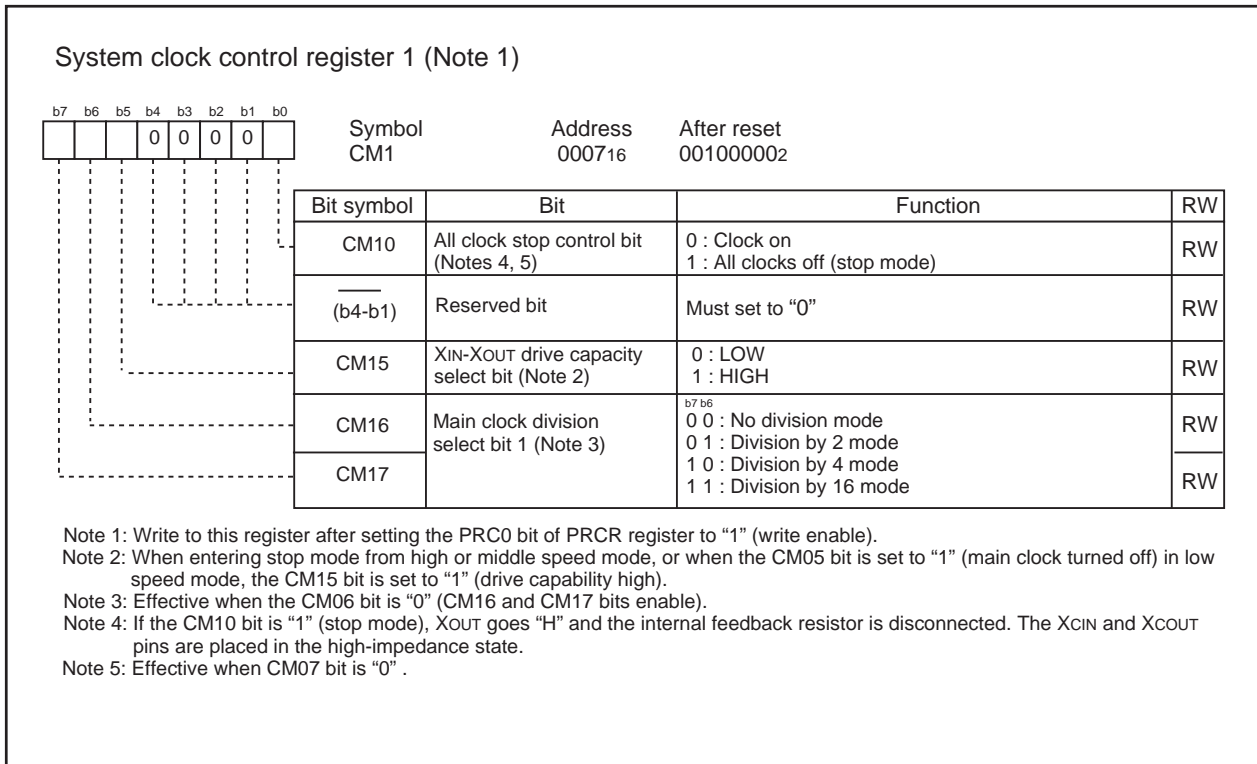 System clock control register 1 (Note 1)
b7 b6 b5 b4 b3 b2 b1 b0
0 0 0 0
Symbol Address After reset
CM1 000716 001000002
Bit symbol Bit Function RW
CM10 All clock stop control bit (Notes 4, 5) 0 : Clock on
1 : All clocks off (stop mode) RW
(b4-b1) Reserved bit Must set to “0” RW
CM15 XIN-XOUT drive capacity select bit (Note 2) 0 : LOW
1 : HIGH RW
CM16 Main clock division select bit 1 (Note 3) b7 b6
0 0 : No division mode RW
0 1 : Division by 2 mode
CM17 1 0 : Division by 4 mode
1 1 : Division by 16 mode RW
Note 1: Write to this register after setting the PRC0 bit of PRCR register to “1” (write enable).
Note 2: When entering stop mode from high or middle speed mode, or when the CM05 bit is set to “1” (main clock turned off) in low
speed mode, the CM15 bit is set to “1” (drive capability high).
Note 3: Effective when the CM06 bit is “0” (CM16 and CM17 bits enable).
Note 4: If the CM10 bit is “1” (stop mode), XOUT goes “H” and the internal feedback resistor is disconnected. The XCIN and XCOUT
pins are placed in the high-impedance state.
Note 5: Effective when CM07 bit is “0” .